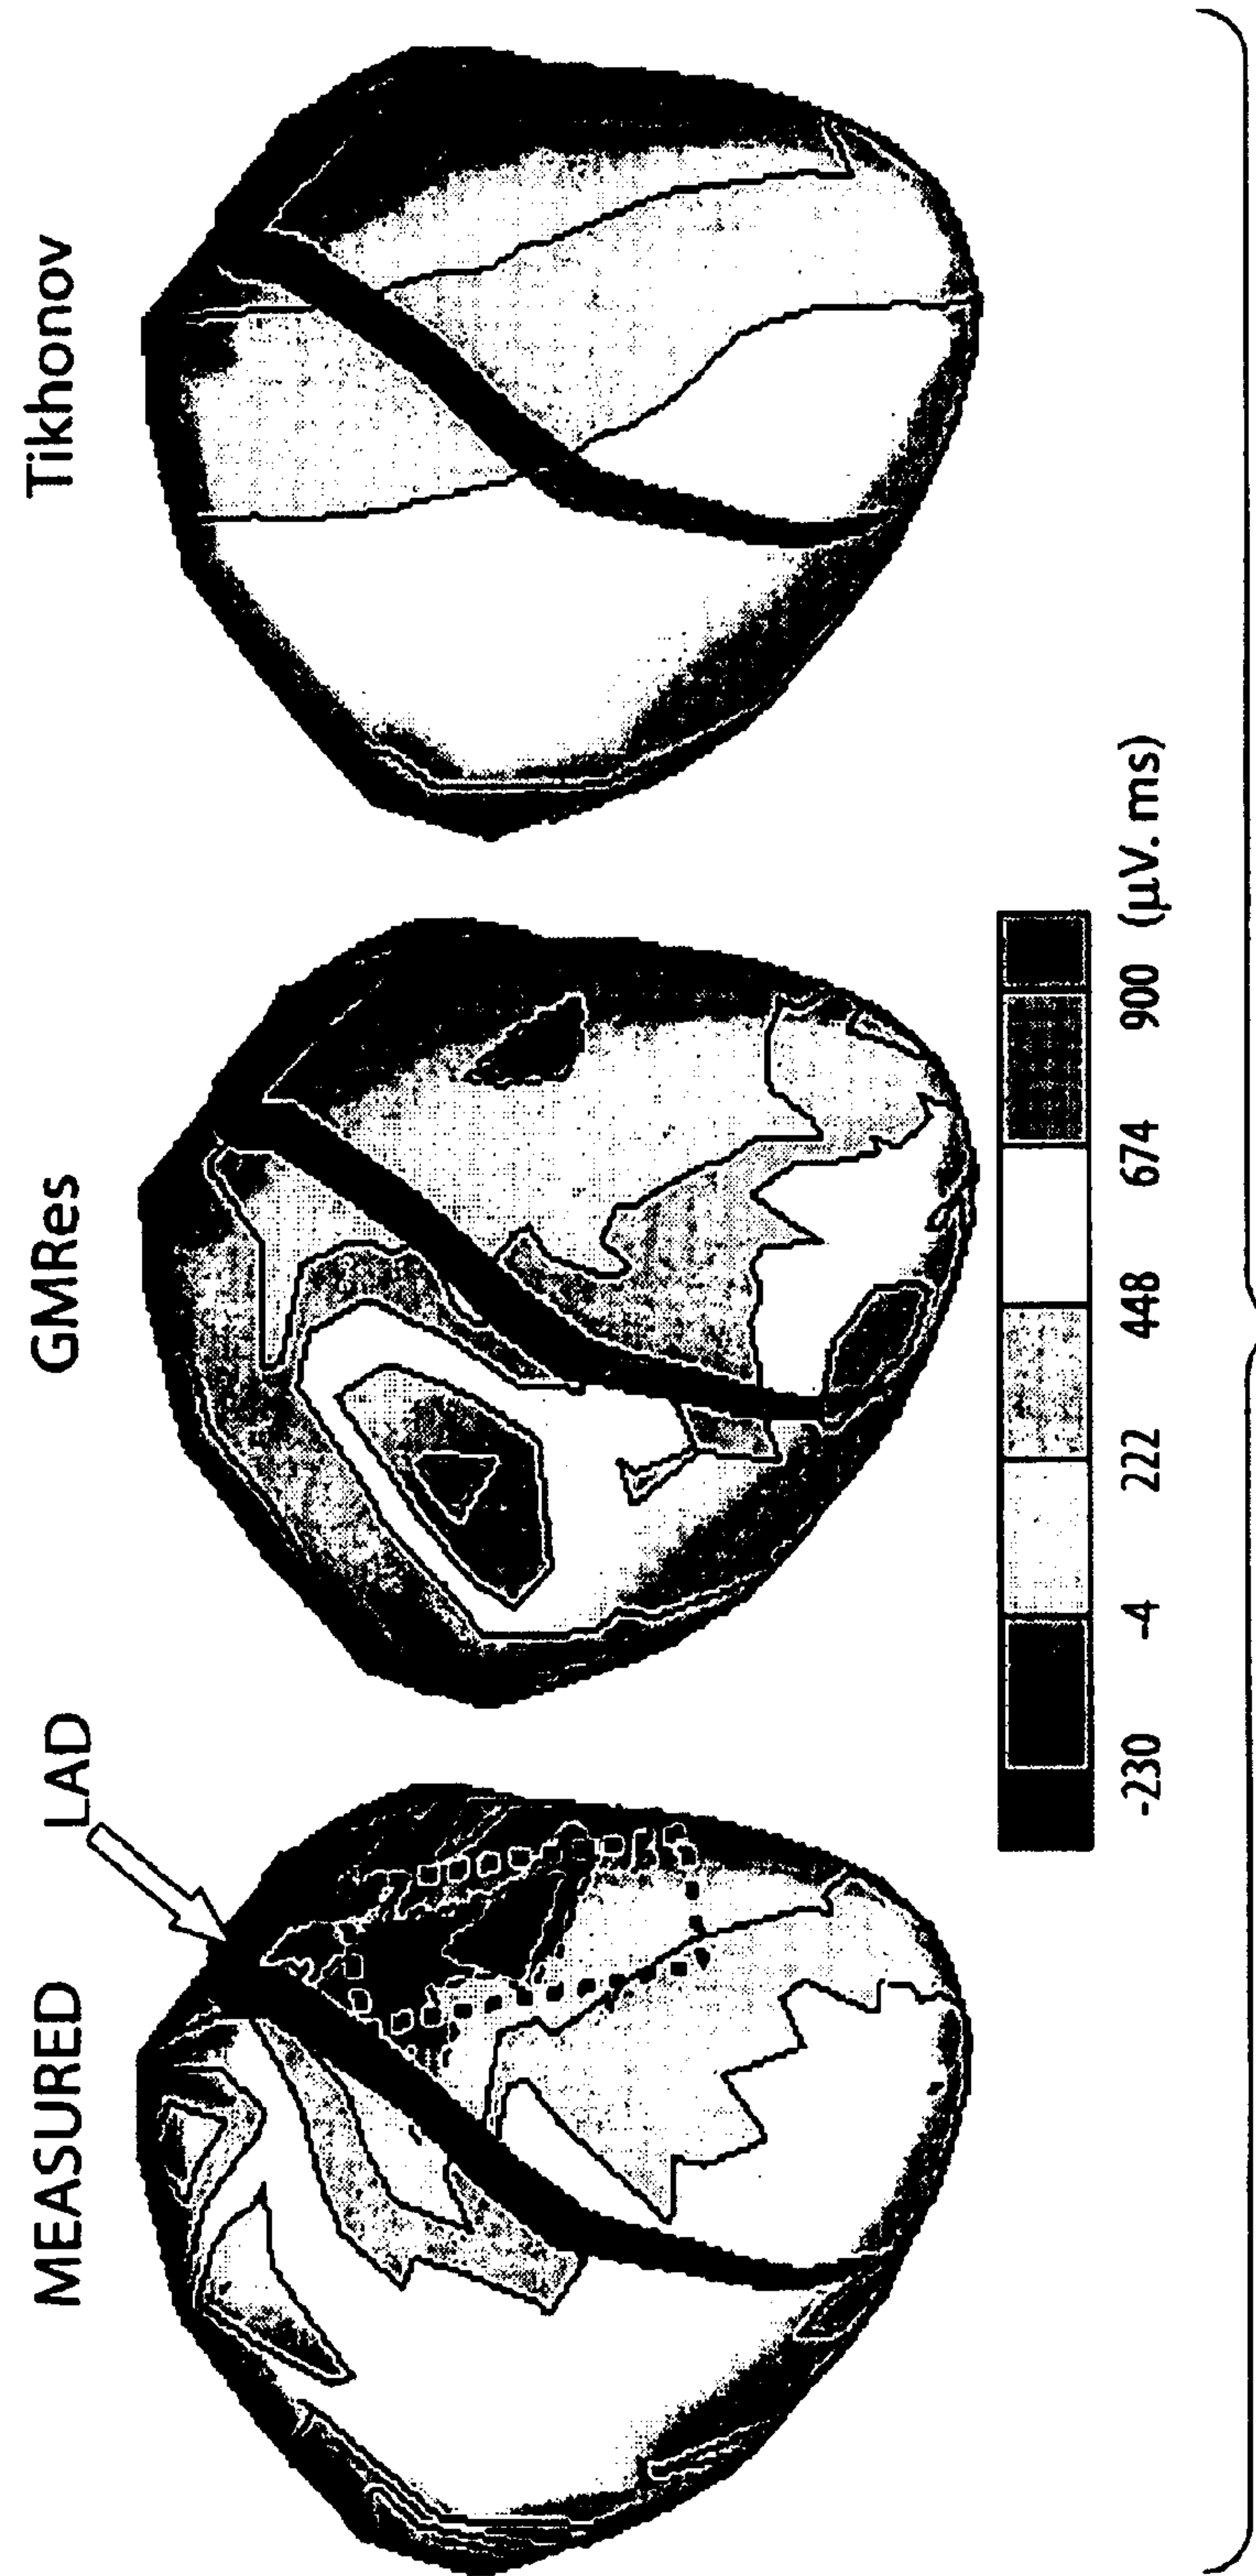 MEASURED
LAD
GMRes
Tikhonov
-230 -4 222 448 674 900 (μV. ms)